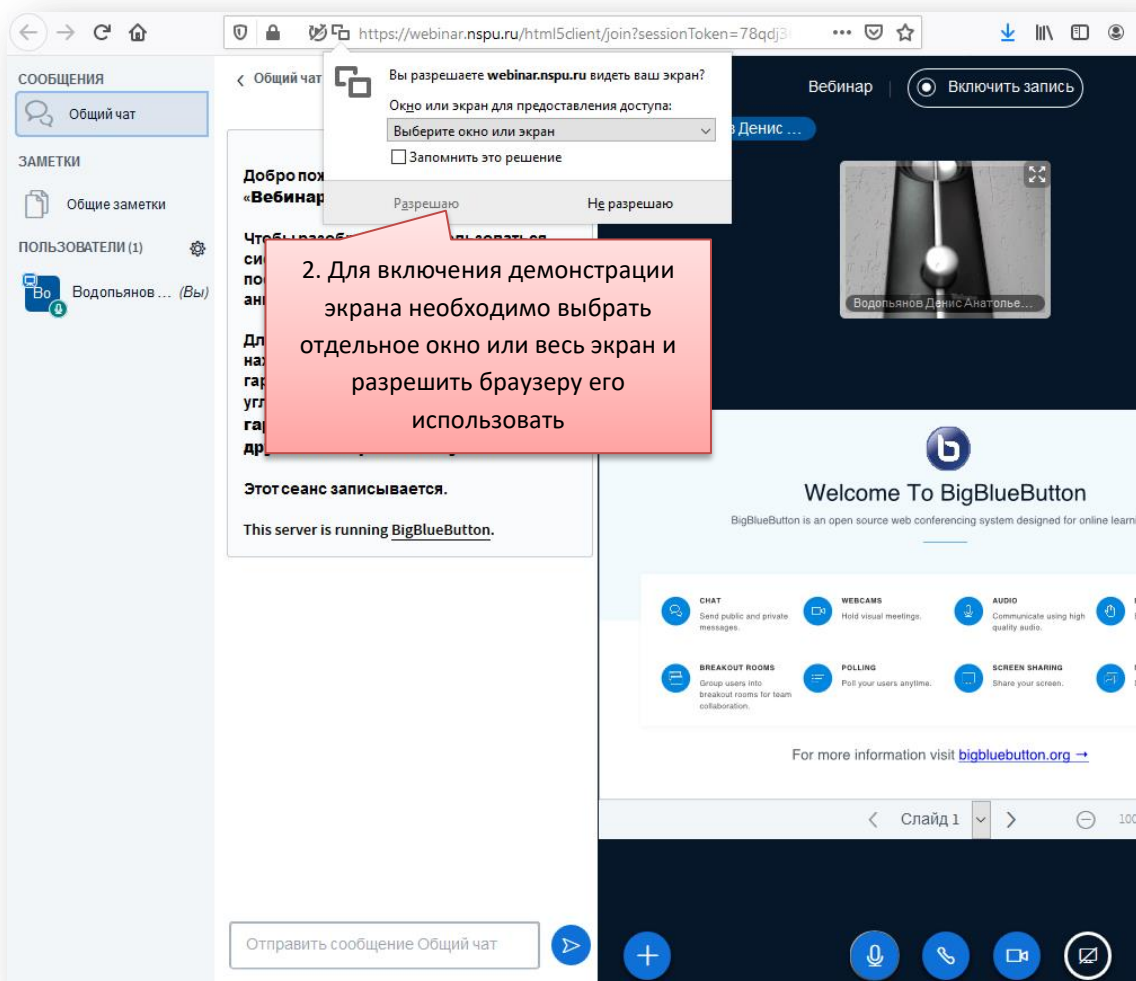 https://webinar.nspu.ru/html5client/join?sessionToken=78qdj3
СООБЩЕНИЯ
Общий чат
ЗАМЕТКИ
Общие заметки
ПОЛЬЗОВАТЕЛИ (1)
Во
Водопьянов ... (Вы)
Общий чат
Вы разрешаете webinar.nspu.ru видеть ваш экран?
Окно или экран для предоставления доступа:
Выберите окно или экран
Запомнить это решение
Разрешаю
Не разрешаю
Добро
«Вебинар
2. Для включения демонстрации
экрана необходимо выбрать
отдельное окно или весь экран и
разрешить браузеру его
использовать
Этот сеанс записывается.
This server is running BigBlueButton.
Отправить сообщение Общий чат
Вебинар
Включить запись
Денис ...
Водопьянов Денис Анатолье...
Welcome To BigBlueButton
BigBlueButton is an open source web conferencing system designed for online learni
CHAT
Send public and private
messages.
WEBCAMS
Hold visual meetings.
AUDIO
Communicate using high
quality audio.
BREAKOUT ROOMS
Group users into
breakout rooms for team
collaboration.
POLLING
Poll your users anytime.
SCREEN SHARING
Share your screen.
For more information visit bigbluebutton.org →
Слайд 1
100